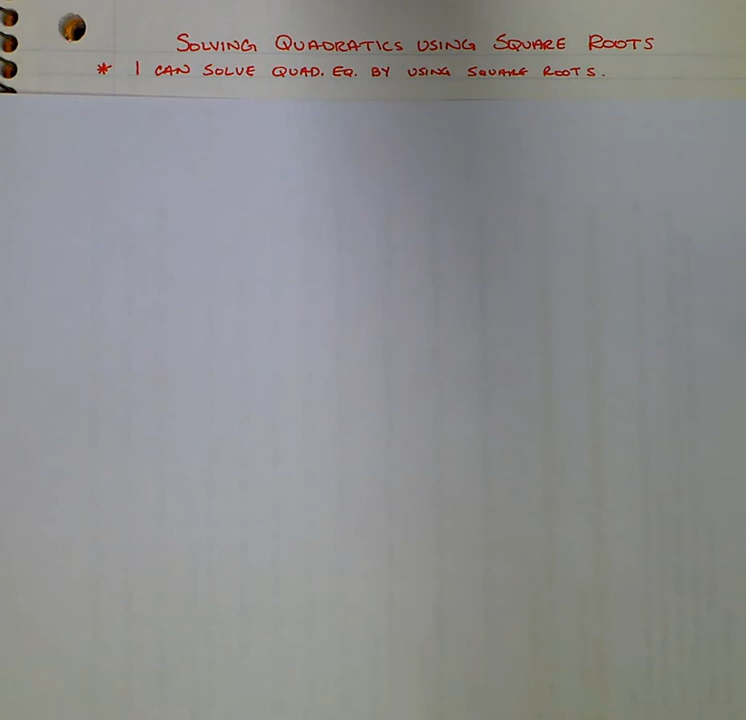 SOLVING QUADRATICS USING SQUARE ROOTS
* I CAN SOLVE QUAD. EQ. BY USING SQUARE ROOTS.